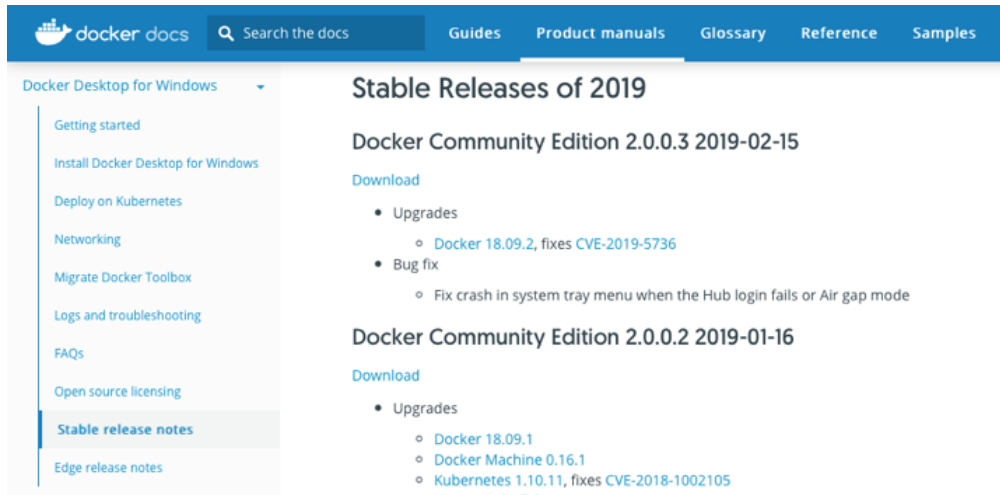 docker docs
Search the docs
Guides
Product manuals
Glossary
Reference
Samples
Docker Desktop for Windows
Getting started
Install Docker Desktop for Windows
Deploy on Kubernetes
Networking
Migrate Docker Toolbox
Logs and troubleshooting
FAQs
Open source licensing
Stable release notes
Edge release notes
Stable Releases of 2019
Docker Community Edition 2.0.0.3 2019-02-15
Download
Upgrades
Docker 18.09.2, fixes CVE-2019-5736
Bug fix
Fix crash in system tray menu when the Hub login fails or Air gap mode
Docker Community Edition 2.0.0.2 2019-01-16
Download
Upgrades
Docker 18.09.1
Docker Machine 0.16.1
Kubernetes 1.10.11, fixes CVE-2018-1002105